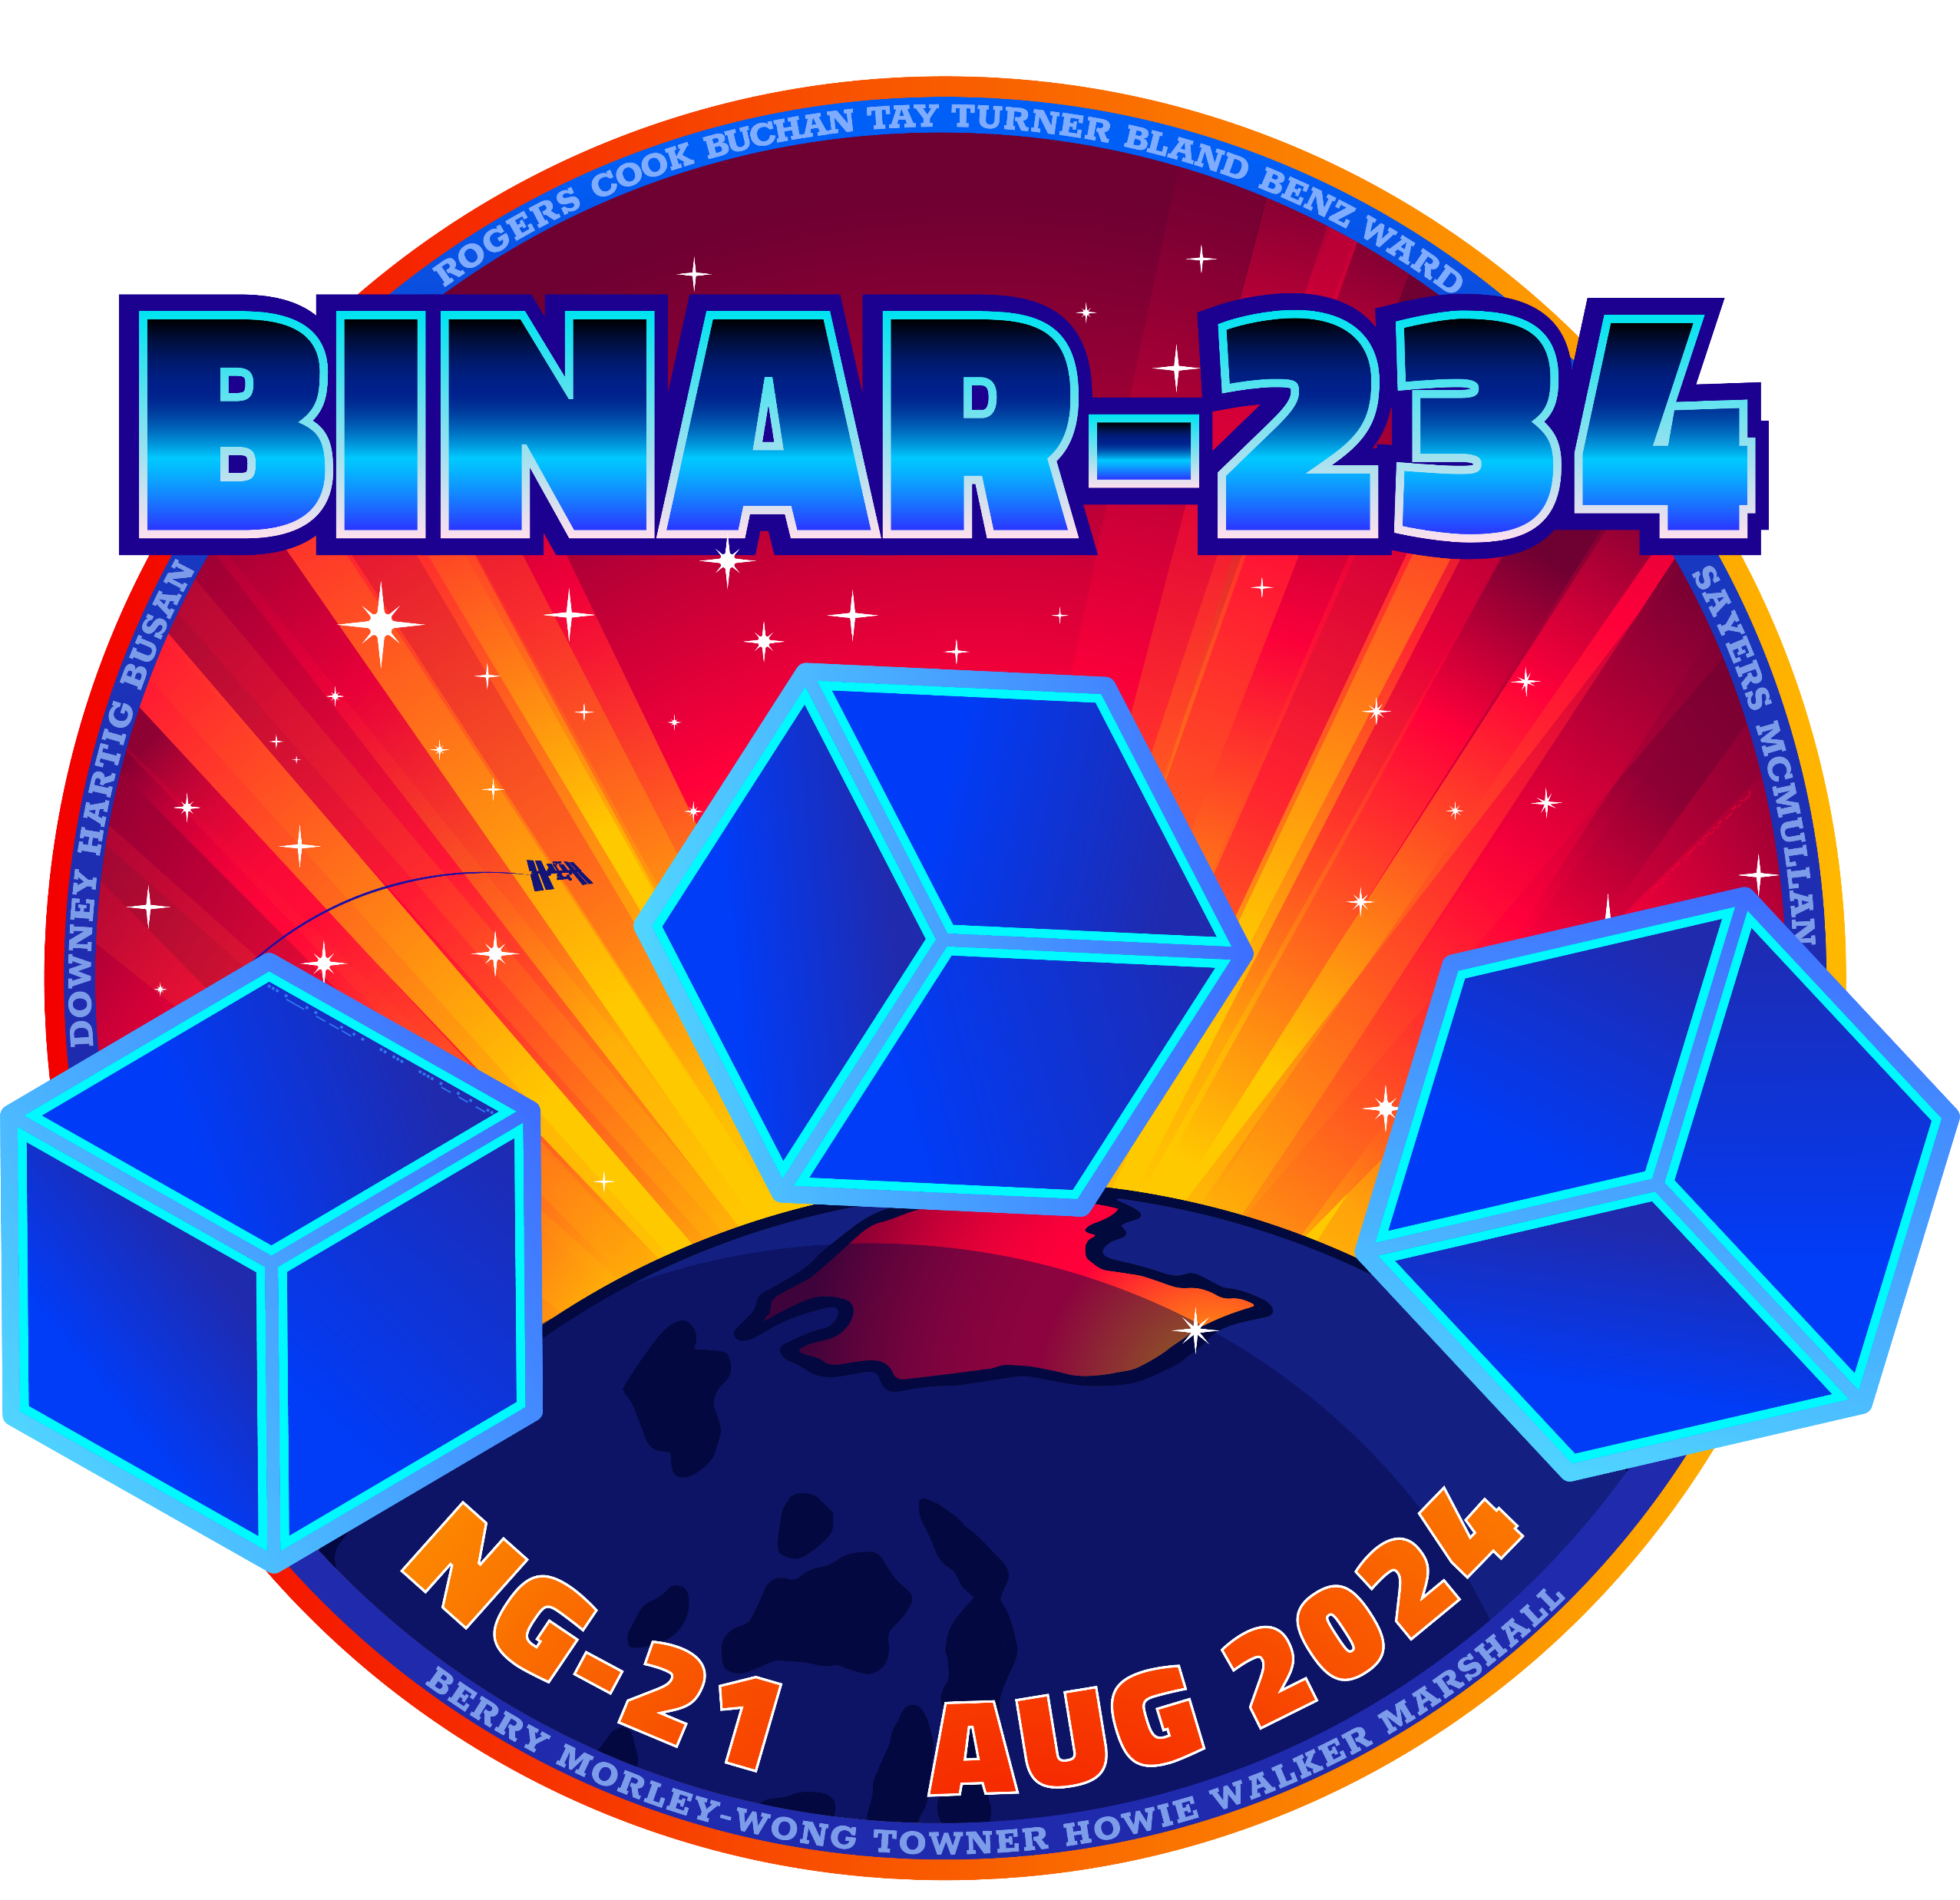 ROGERS COOK BUCHAN TAY TURNER BLAND BENZ WARD
BINAR-234
DOWNEY HARTIG BUSAN
SAYERS MCMULLAN
NG-21 AUG 2024
BERRY MORLEY-WONG TOWNER HOWIE WALKER MARSHALL